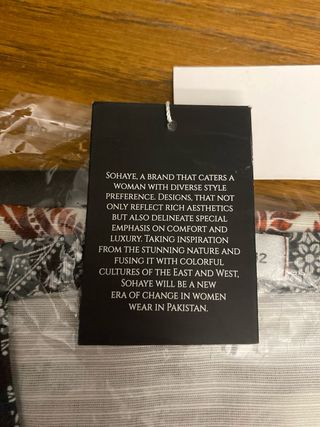 Sohaye, a brand that caters a
woman with diverse style
preference. Designs, that not
only reflect rich aesthetics
but also delineate special
emphasis on comfort and
luxury. Taking inspiration
from the stunning nature and
fusing it with colorful
cultures of the East and West,
Sohaye will be a new
era of change in women
wear in Pakistan.